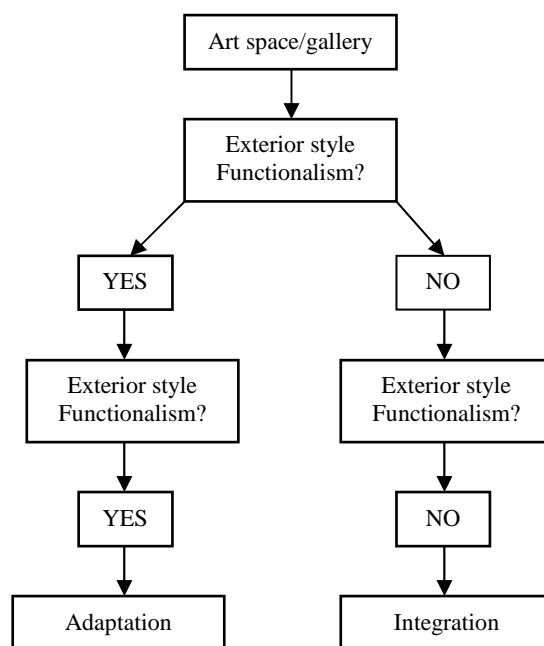 Art space/gallery
Exterior style
Functionalism?
YES
NO
Exterior style
Functionalism?
Exterior style
Functionalism?
YES
NO
Adaptation
Integration